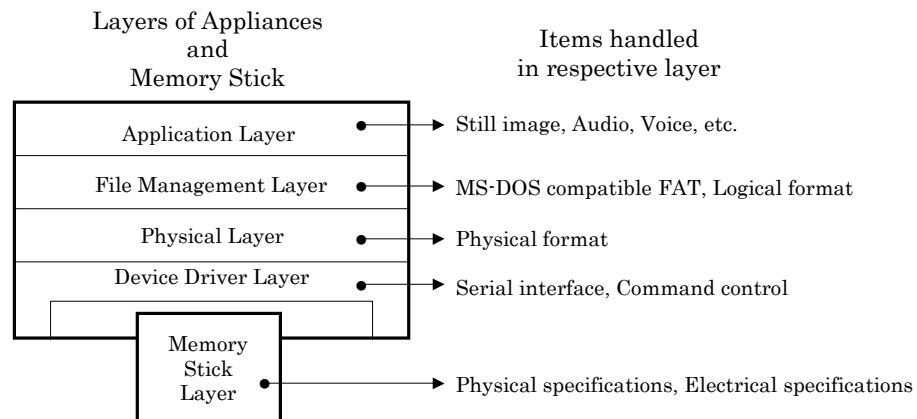 Layers of Appliances
and
Memory Stick
Items handled
in respective layer
Application Layer
Still image, Audio, Voice, etc.
File Management Layer
MS-DOS compatible FAT, Logical format
Physical Layer
Physical format
Device Driver Layer
Serial interface, Command control
Memory
Stick
Layer
Physical specifications, Electrical specifications